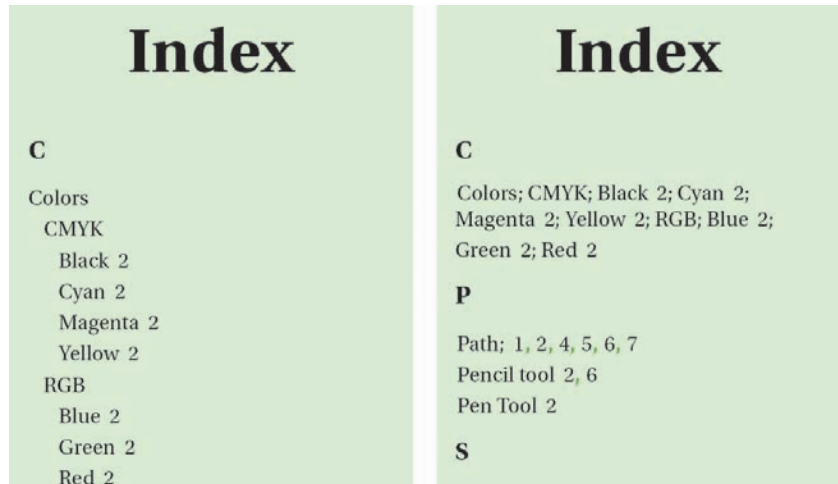 Index
C
Colors
CMYK
Black 2
Cyan 2
Magenta 2
Yellow 2
RGB
Blue 2
Green 2
Red 2
Index
C
Colors; CMYK; Black 2; Cyan 2;
Magenta 2; Yellow 2; RGB; Blue 2;
Green 2; Red 2
P
Path; 1, 2, 4, 5, 6, 7
Pencil tool 2, 6
Pen Tool 2
S